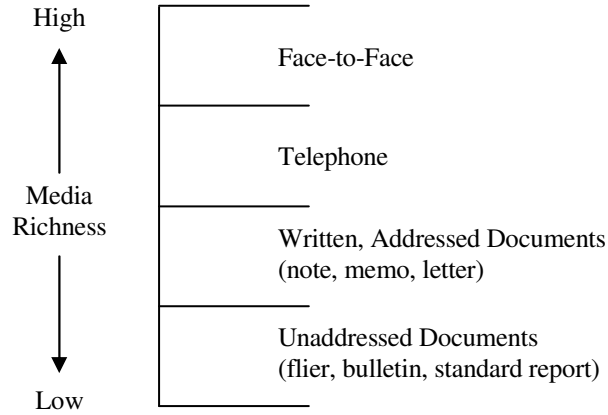 High
Face-to-Face
Telephone
Media
Richness
Written, Addressed Documents
(note, memo, letter)
Unaddressed Documents
(flier, bulletin, standard report)
Low